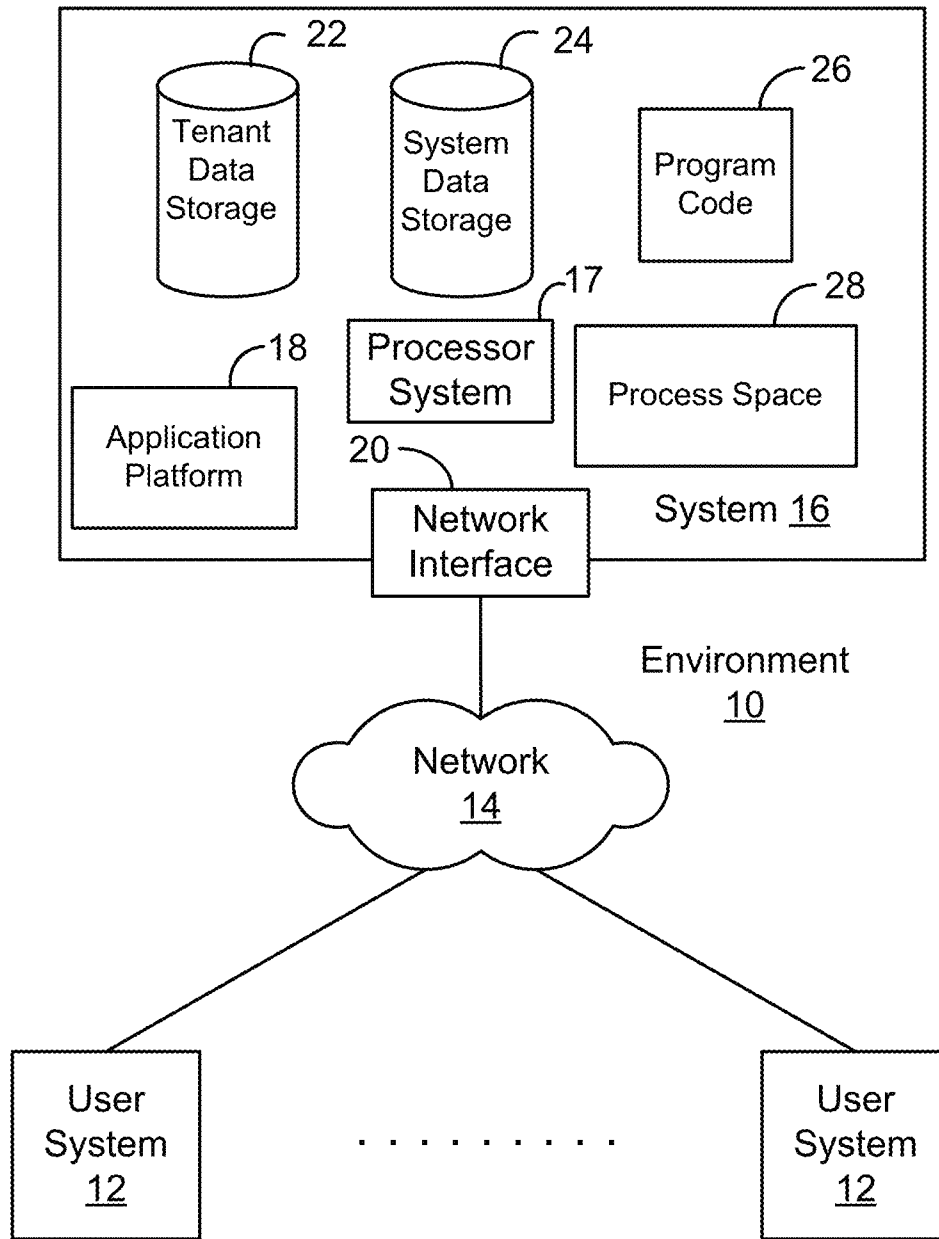 22
24
26
Tenant
Data
Storage
System
Data
Storage
Program
Code
17
28
18
Processor
System
Process Space
Application
Platform
20
Network
Interface
System 16
Environment
10
Network
14
User
System
12
. . . . . . . . .
User
System
12